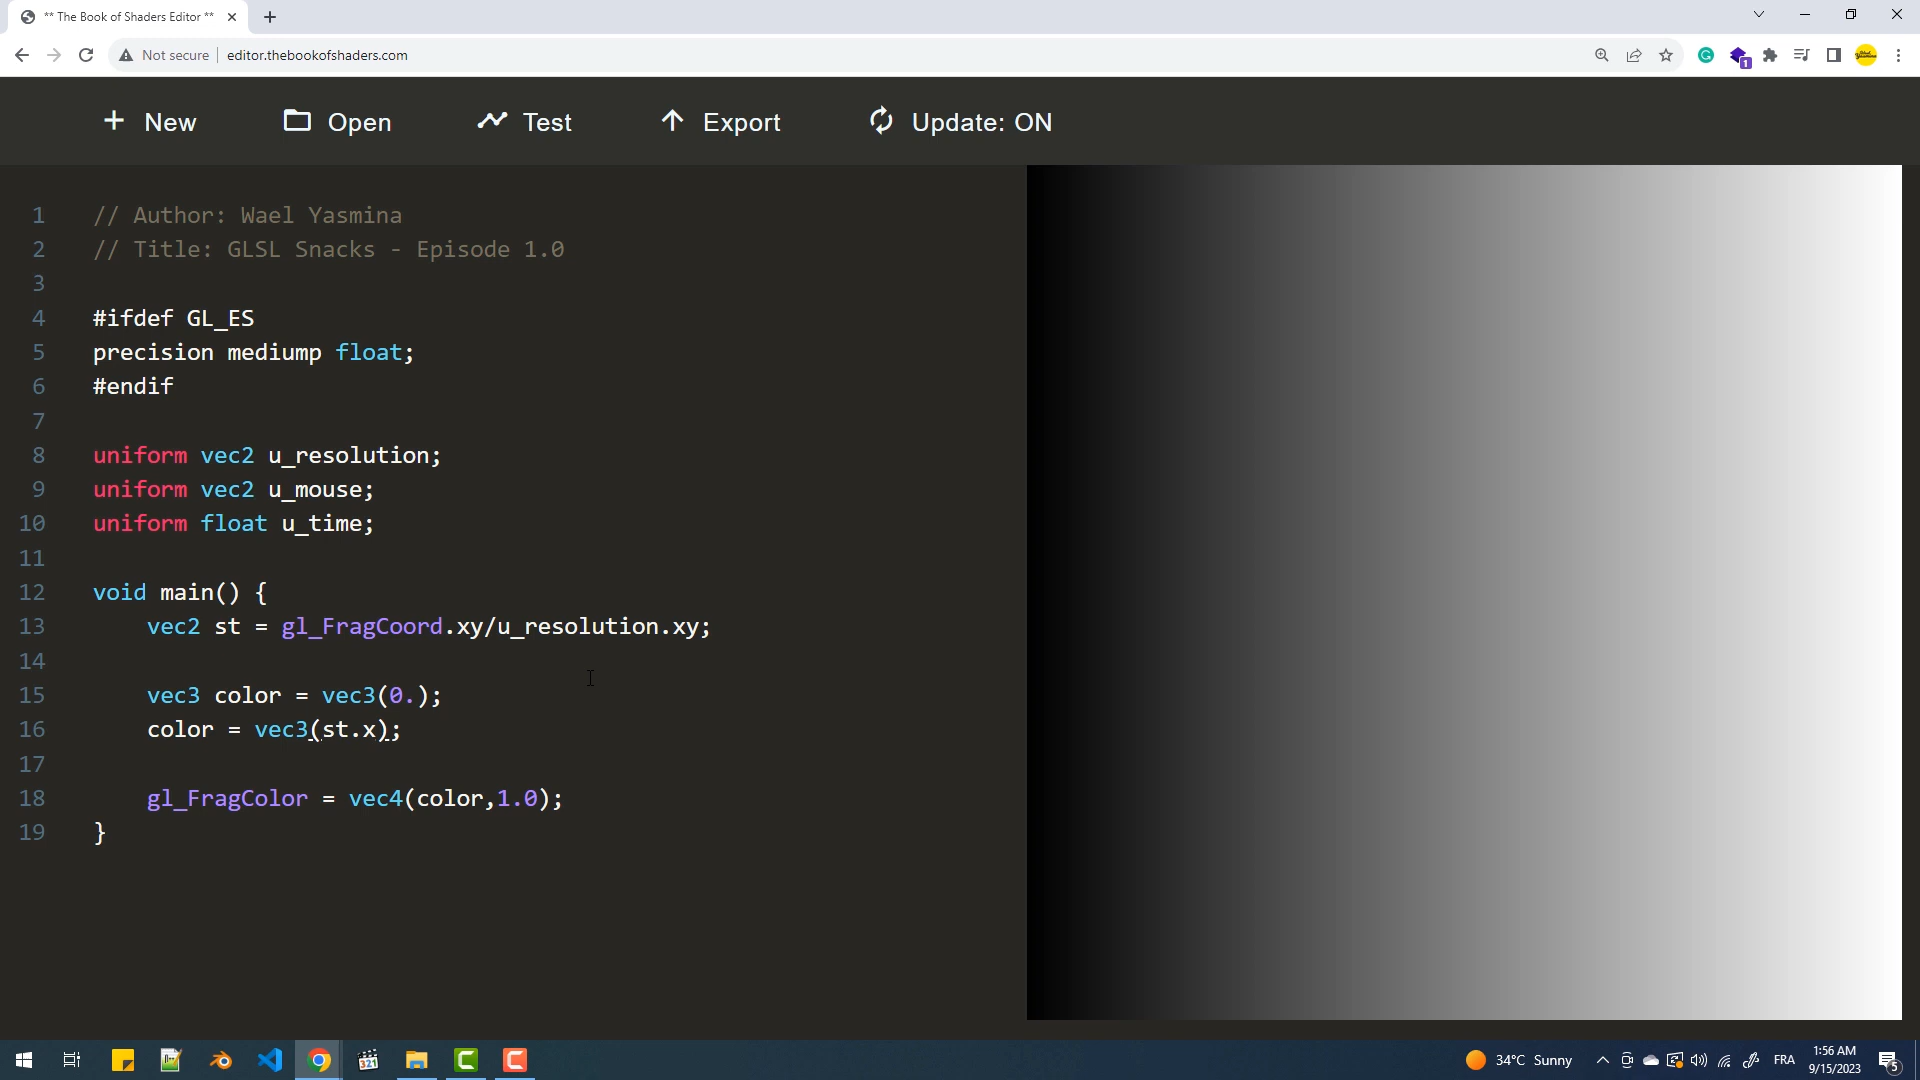 ** The Book of Shaders Editor **
Not secure
editor.thebookofshaders.com
1
New
Open
Test
Export
Update: ON
1 // Author: Wael Yasmina
2 // Title: GLSL Snacks - Episode 1.0
3
4 #ifdef GL_ES
5 precision mediump float;
6 #endif
7
8 uniform vec2 u_resolution;
9 uniform vec2 u_mouse;
10 uniform float u_time;
11
12 void main() {
13 vec2 st = gl_FragCoord.xy/u_resolution.xy;
14
15 vec3 color = vec3(0.);
16 color = vec3(st.x);
17
18 gl_FragColor = vec4(color,1.0);
19 }
321
34°C Sunny
FRA
1:56 AM
9/15/2023
5